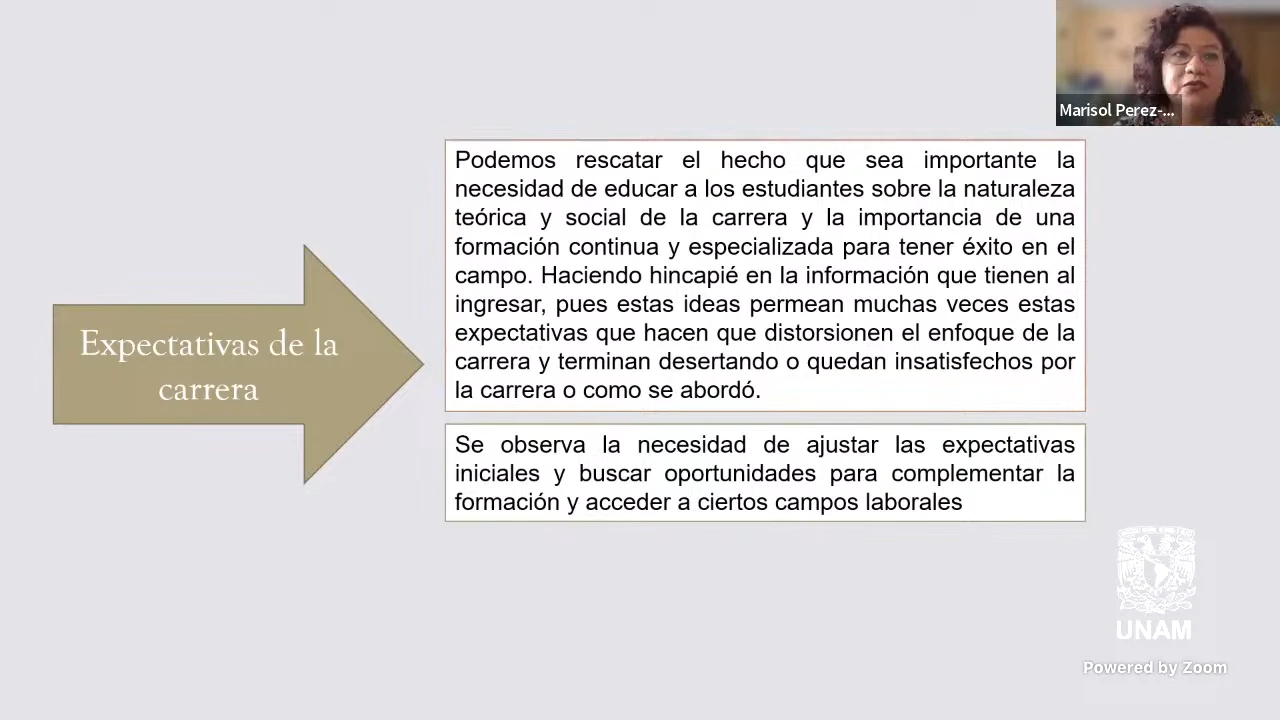 Marisol Perez-...
Podemos rescatar el hecho que sea importante la
necesidad de educar a los estudiantes sobre la naturaleza
teórica y social de la carrera y la importancia de una
formación continua y especializada para tener éxito en el
campo. Haciendo hincapié en la información que tienen al
ingresar, pues estas ideas permean muchas veces estas
expectativas que hacen que distorsionen el enfoque de la
carrera y terminan desertando o quedan insatisfechos por
la carrera o como se abordó.
Expectativas de la
carrera
Se observa la necesidad de ajustar las expectativas
iniciales y buscar oportunidades para complementar la
formación y acceder a ciertos campos laborales
UNAM
Powered by Zoom